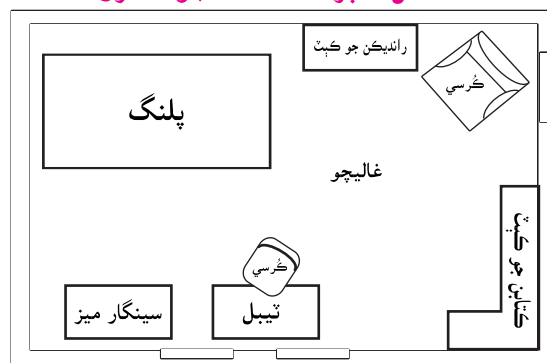 رانديڪن جو ڪٻٽ
ڪُرسي
پلنگ
غاليچو
ڪتابن جو ڪٻٽ
ڪُرسي
ٽيبل
سينگار ميز